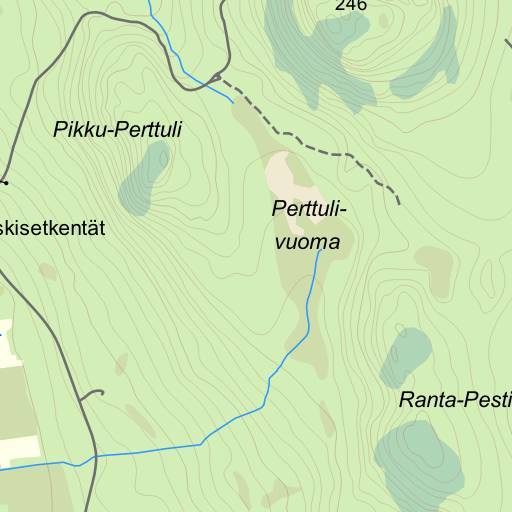 246
Pikku-Perttuli
Perttuli-
vuoma
skisetkentät
Ranta-Pesti